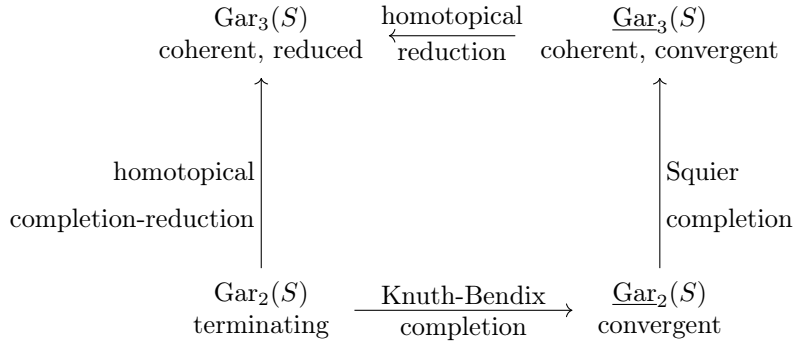 Gar₃(S)
coherent, reduced
homotopical
reduction
Gar₃(S)
coherent, convergent
homotopical
completion-reduction
Squier
completion
Gar₂(S)
terminating
Knuth-Bendix
completion
Gar₂(S)
convergent